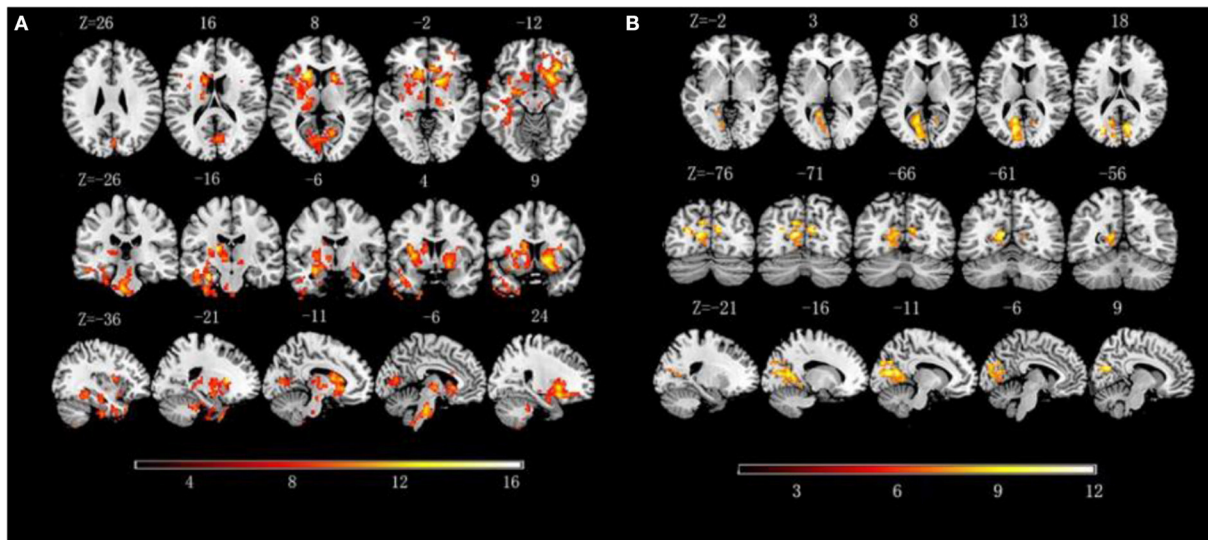 A
Z=26 16 8 -2 -12
Z=-26 -16 -6 4 9
Z=-36 -21 -11 -6 24
4 8 12 16
B
Z=-2 3 8 13 18
Z=-76 -71 -66 -61 -56
Z=-21 -16 -11 -6 9
3 6 9 12